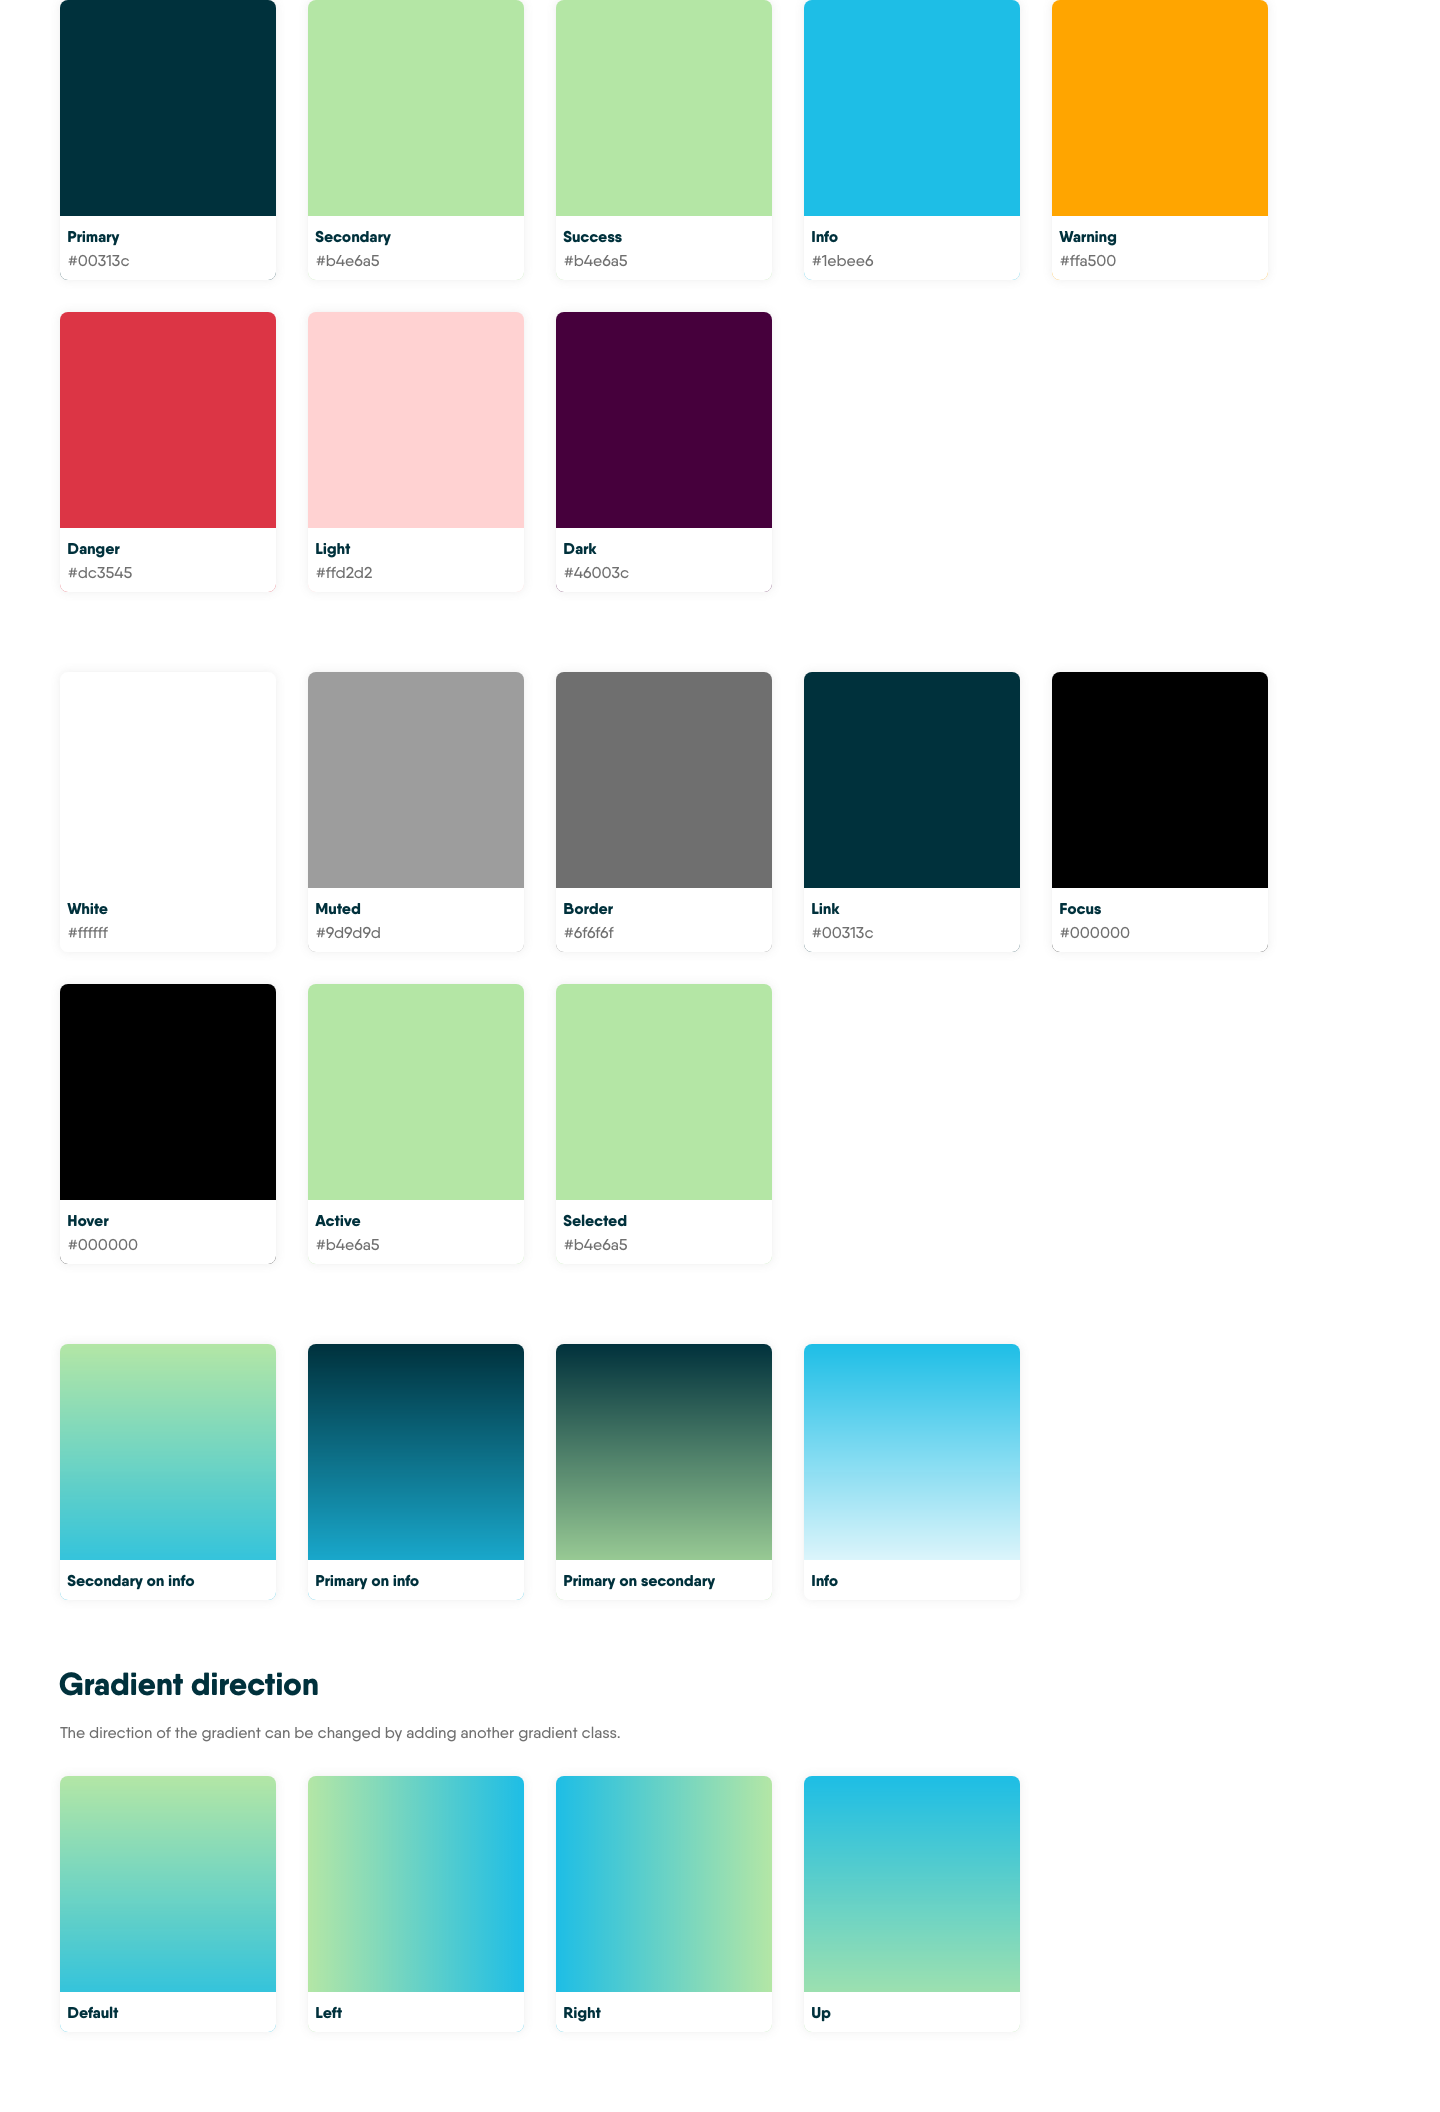 Primary
#00313c
Secondary
#b4e6a5
Success
#b4e6a5
Info
#1ebee6
Warning
#ffa500
Danger
#dc3545
Light
#ffd2d2
Dark
#46003c
White
#ffffff
Muted
#9d9d9d
Border
#6f6f6f
Link
#00313c
Focus
#000000
Hover
#000000
Active
#b4e6a5
Selected
#b4e6a5
Secondary on info
Primary on info
Primary on secondary
Info
Gradient direction
The direction of the gradient can be changed by adding another gradient class.
Default
Left
Right
Up